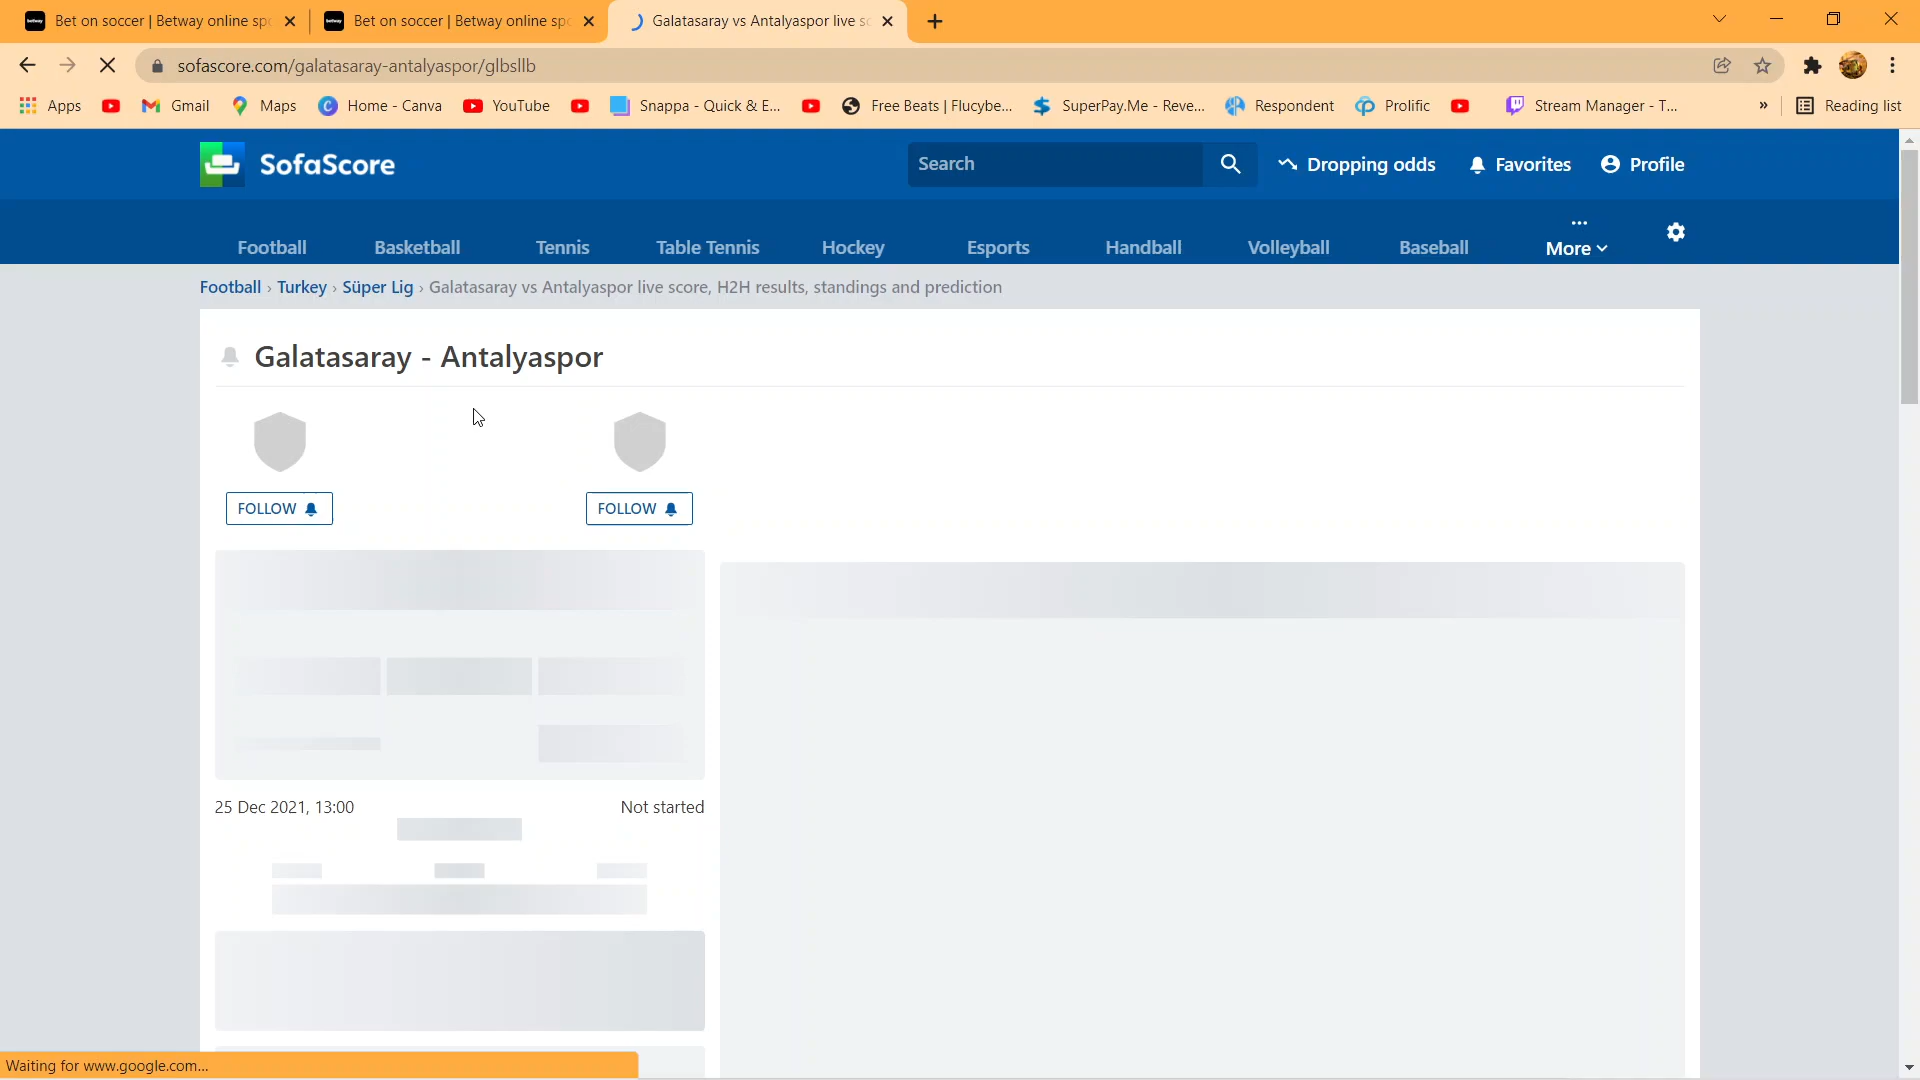 Bet on soccer | Betway online spo
Bet on soccer | Betway online spo
Galatasaray vs Antalyaspor live sc
sofascore.com/galatasaray-antalyaspor/glbsllb
Apps
Gmail
Maps
Home - Canva
YouTube
Snappa - Quick & E...
Free Beats | Flucybe...
SuperPay.Me - Reve...
Respondent
Prolific
Stream Manager - T...
»
Reading list
SofaScore
Search
Dropping odds
Favorites
Profile
Football
Basketball
Tennis
Table Tennis
Hockey
Esports
Handball
Volleyball
Baseball
More
Football › Turkey › Süper Lig › Galatasaray vs Antalyaspor live score, H2H results, standings and prediction
Galatasaray - Antalyaspor
FOLLOW
FOLLOW
25 Dec 2021, 13:00
Not started
Waiting for www.google.com...